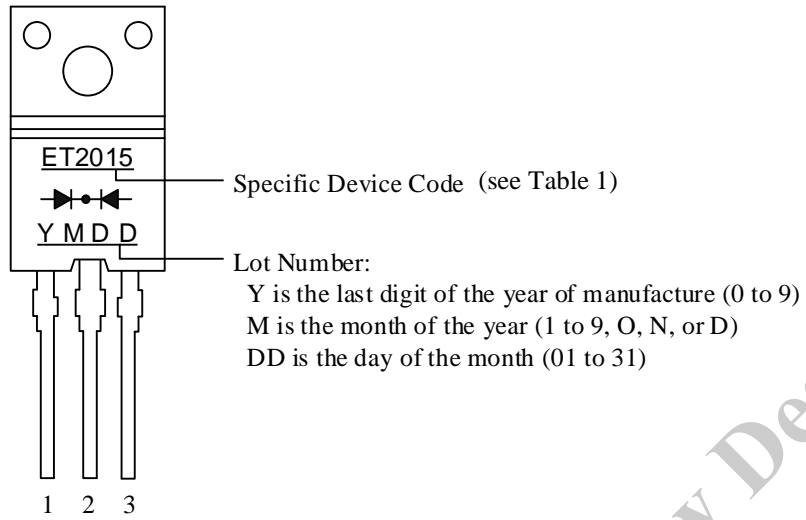 ET2015
Specific Device Code (see Table 1)
Y M D D
Lot Number:
Y is the last digit of the year of manufacture (0 to 9)
M is the month of the year (1 to 9, O, N, or D)
DD is the day of the month (01 to 31)
1 2 3